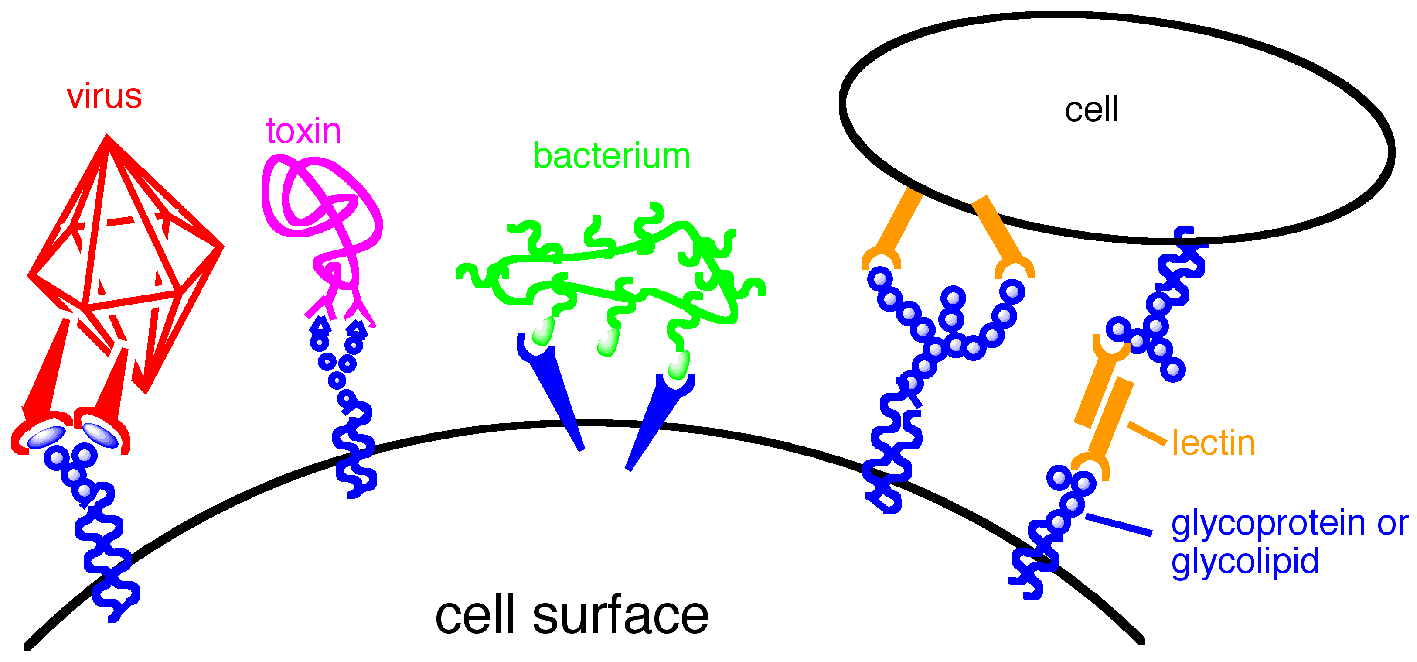 virus
toxin
bacterium
cell
lectin
glycoprotein or
glycolipid
cell surface